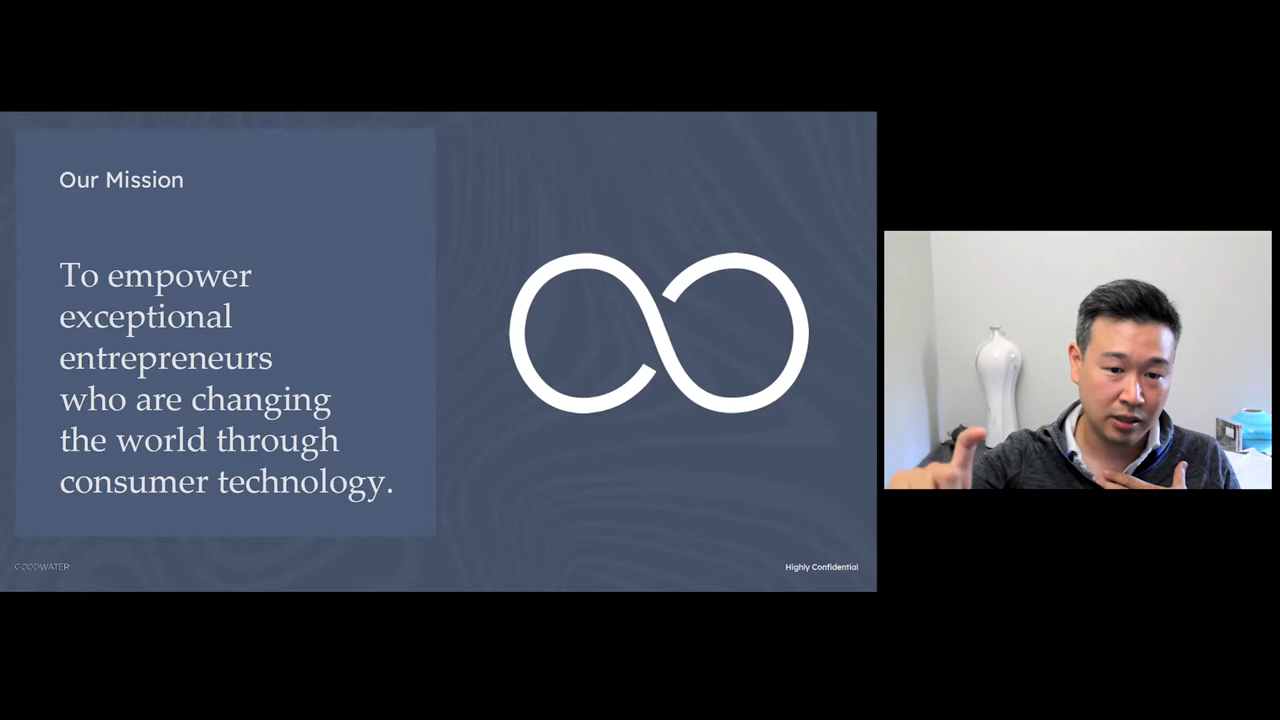 Our Mission
To empower
exceptional
entrepreneurs
who are changing
the world through
consumer technology.
GOODWATER
Highly Confidential